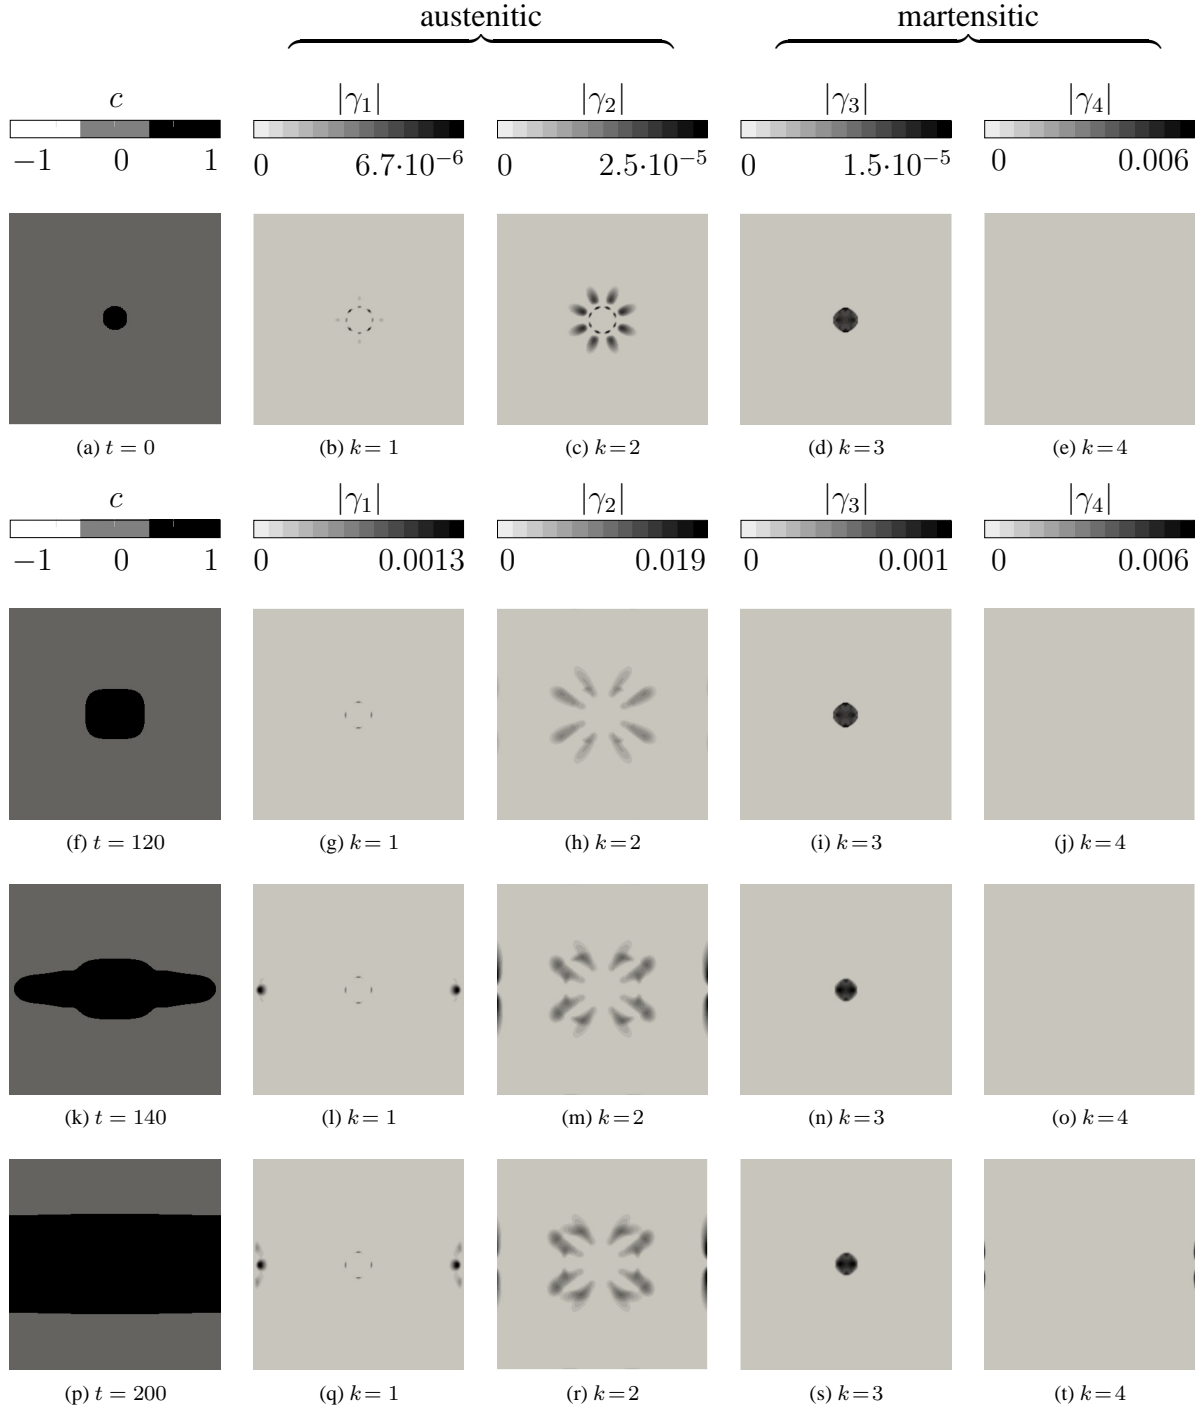 austenitic martensitic
c |γ₁| |γ₂| |γ₃| |γ₄|
−1 0 1 0 6.7·10⁻⁶ 0 2.5·10⁻⁵ 0 1.5·10⁻⁵ 0 0.006
(a) t = 0 (b) k = 1 (c) k = 2 (d) k = 3 (e) k = 4
c |γ₁| |γ₂| |γ₃| |γ₄|
−1 0 1 0 0.0013 0 0.019 0 0.001 0 0.006
(f) t = 120 (g) k = 1 (h) k = 2 (i) k = 3 (j) k = 4
(k) t = 140 (l) k = 1 (m) k = 2 (n) k = 3 (o) k = 4
(p) t = 200 (q) k = 1 (r) k = 2 (s) k = 3 (t) k = 4